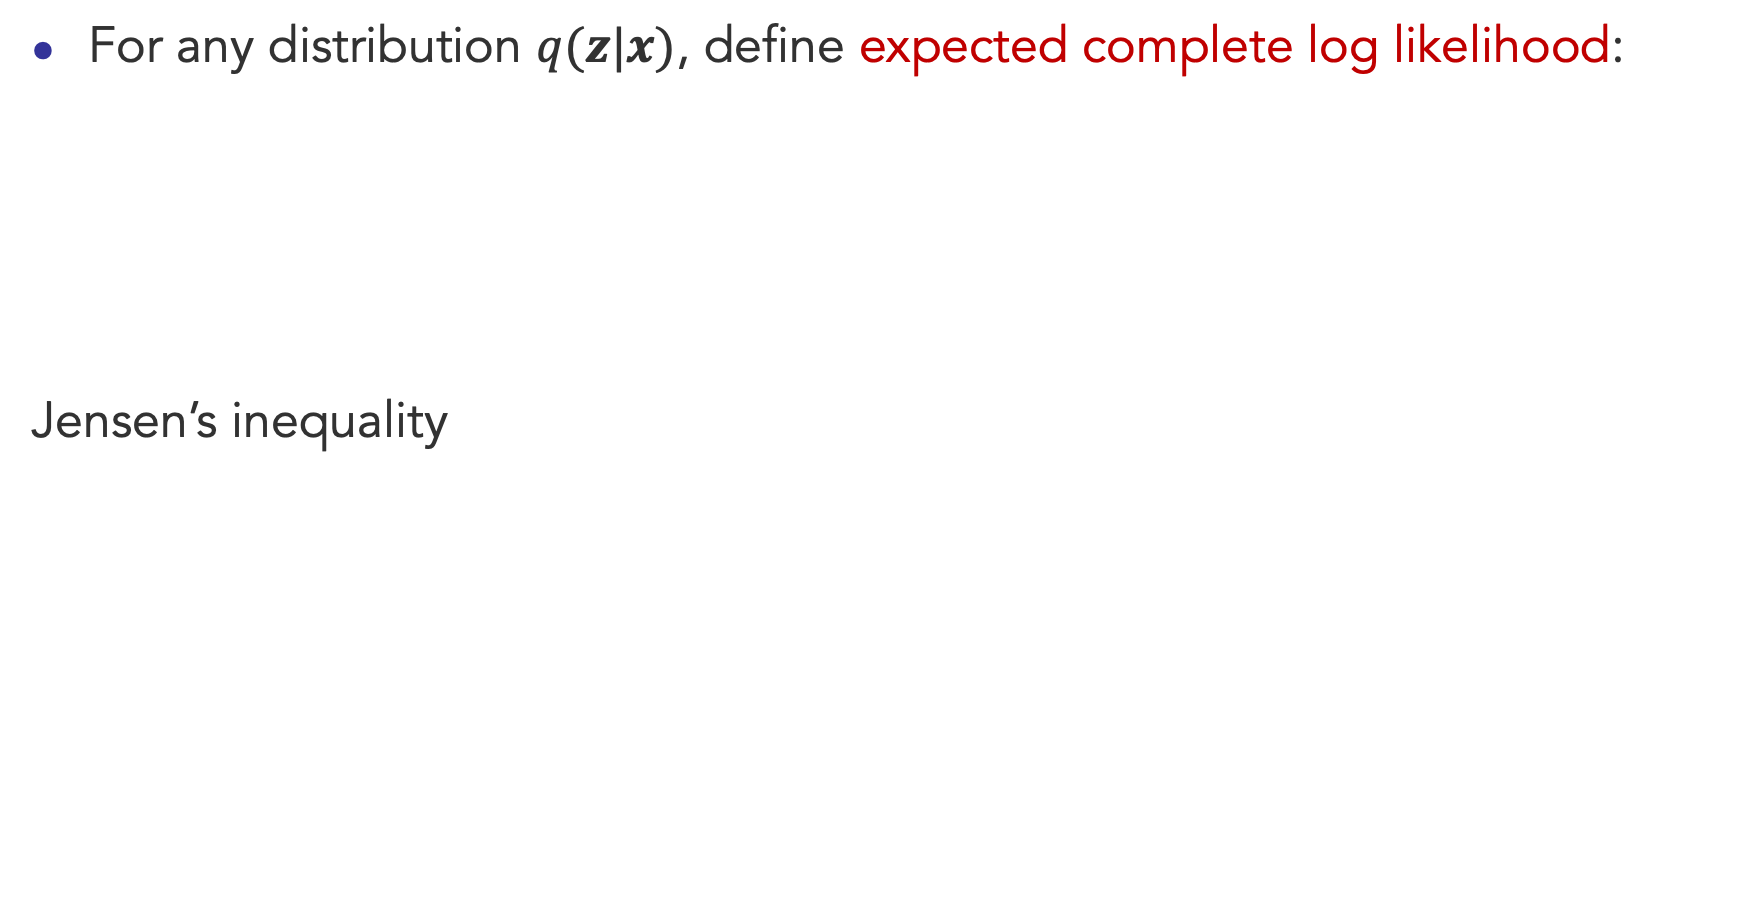 • For any distribution q(z|x), define expected complete log likelihood:
Jensen’s inequality